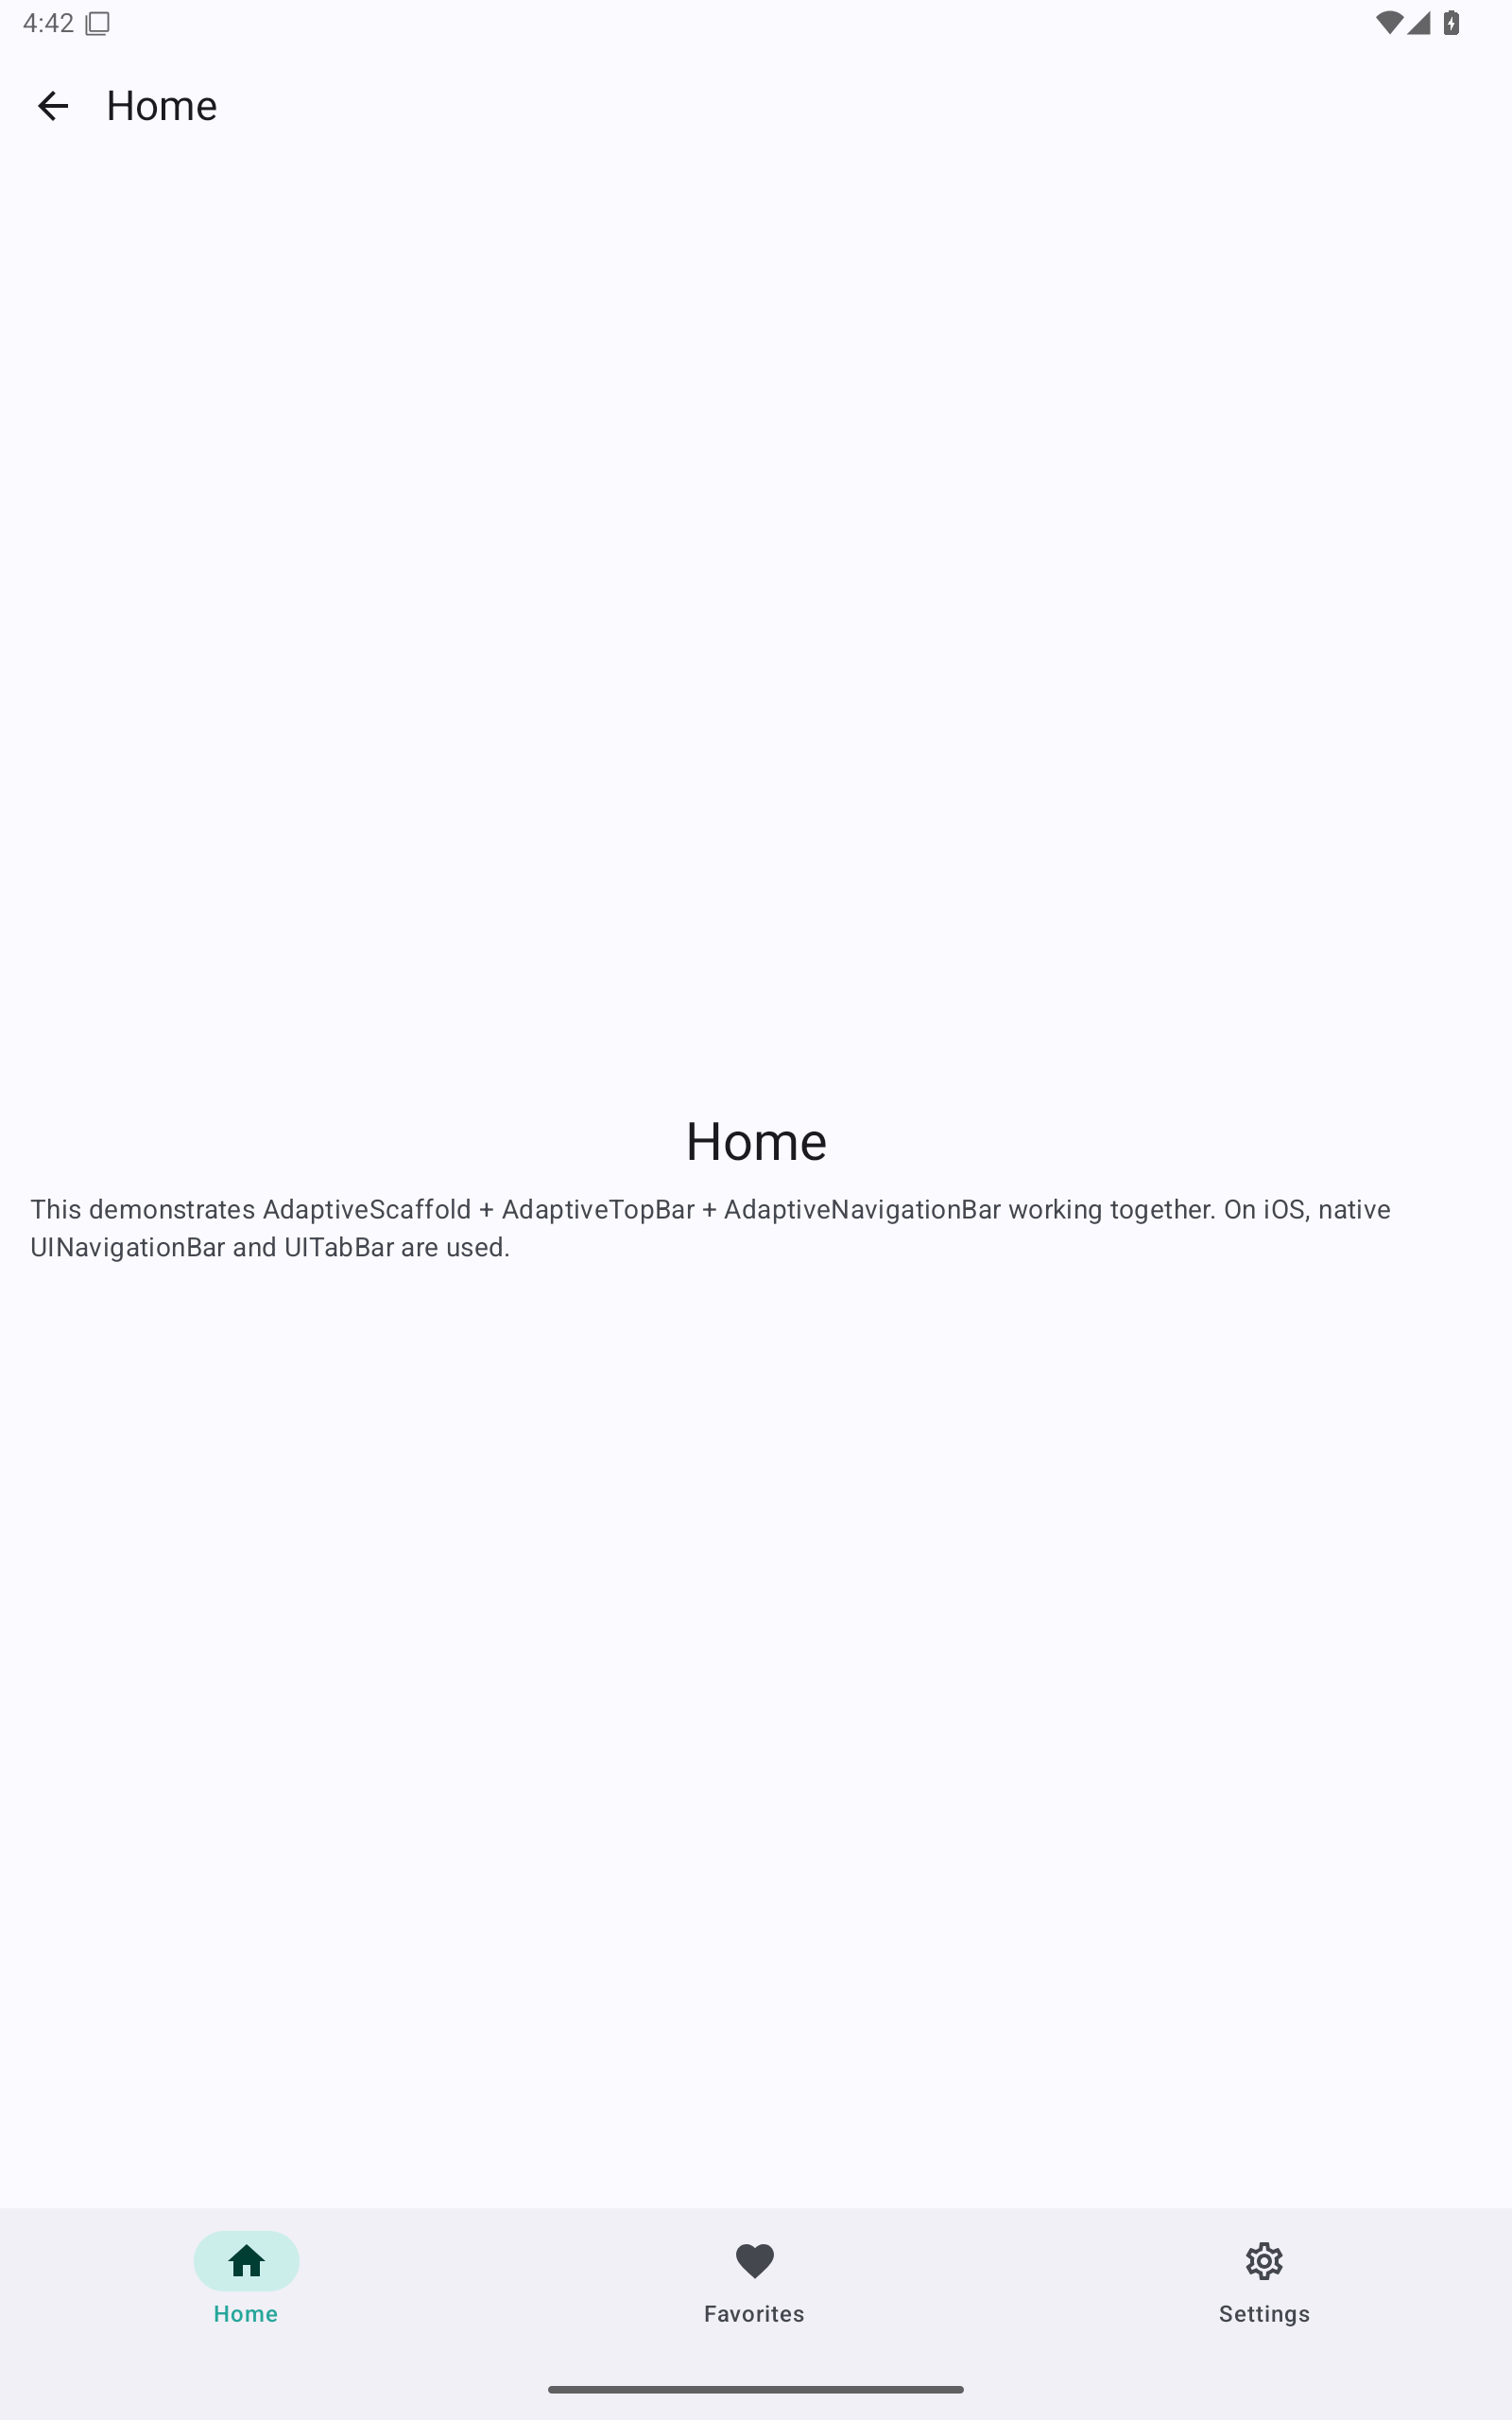 4:42
Home
Home
This demonstrates AdaptiveScaffold + AdaptiveTopBar + AdaptiveNavigationBar working together. On iOS, native
UINavigationBar and UITabBar are used.
Home
Favorites
Settings